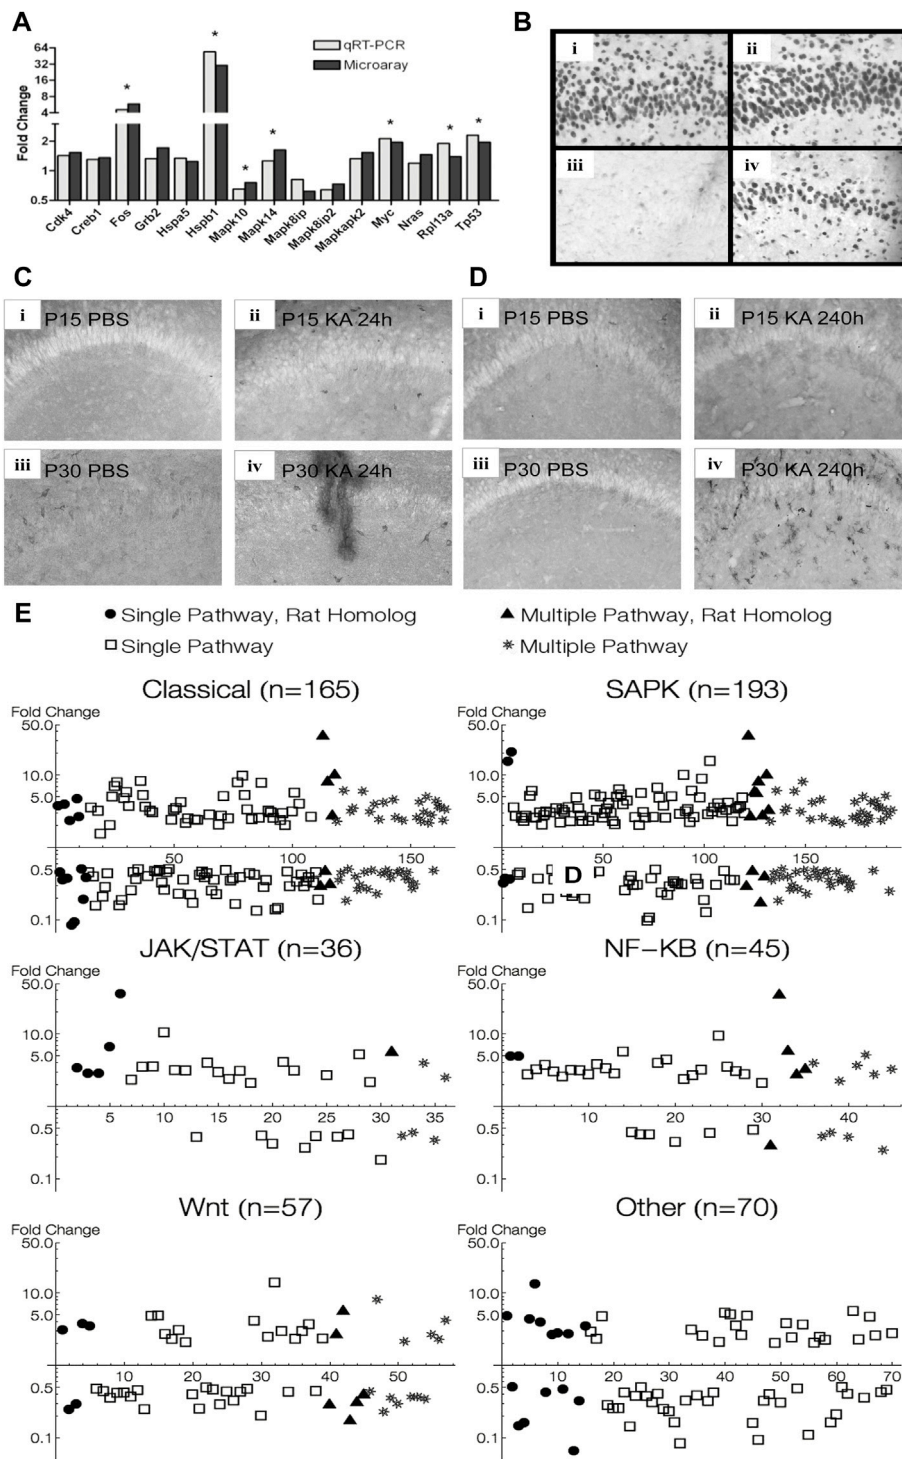 A
B
64
32
16
8
4
2
1
0.5
Fold Change
qRT-PCR
Microarray
*
*
*
*
*
*
*
Cdk4
Creb1
Fos
Grb2
Hspa5
Hspb1
Mapk10
Mapk14
Mapk8ip
Mapk8ip2
Mapkapk2
Myc
Nras
Rpl13a
Tp53
i
ii
iii
iv
C
i P15 PBS
ii P15 KA 24h
iii P30 PBS
iv P30 KA 24h
D
i P15 PBS
ii P15 KA 240h
iii P30 PBS
iv P30 KA 240h
E
Single Pathway, Rat Homolog
Multiple Pathway, Rat Homolog
Single Pathway
Multiple Pathway
Classical (n=165)
Fold Change
50.0
10.0
5.0
50 100 150
0.5
0.1
SAPK (n=193)
Fold Change
50.0
10.0
5.0
50 100 150
0.5
D
0.1
JAK/STAT (n=36)
Fold Change
50.0
10.0
5.0
5 10 15 20 25 30 35
0.5
0.1
NF-KB (n=45)
Fold Change
50.0
10.0
5.0
10 20 30 40
0.5
0.1
Wnt (n=57)
Fold Change
50.0
10.0
5.0
10 20 30 40 50
0.5
0.1
Other (n=70)
Fold Change
50.0
10.0
5.0
10 20 30 40 50 60 70
0.5
0.1